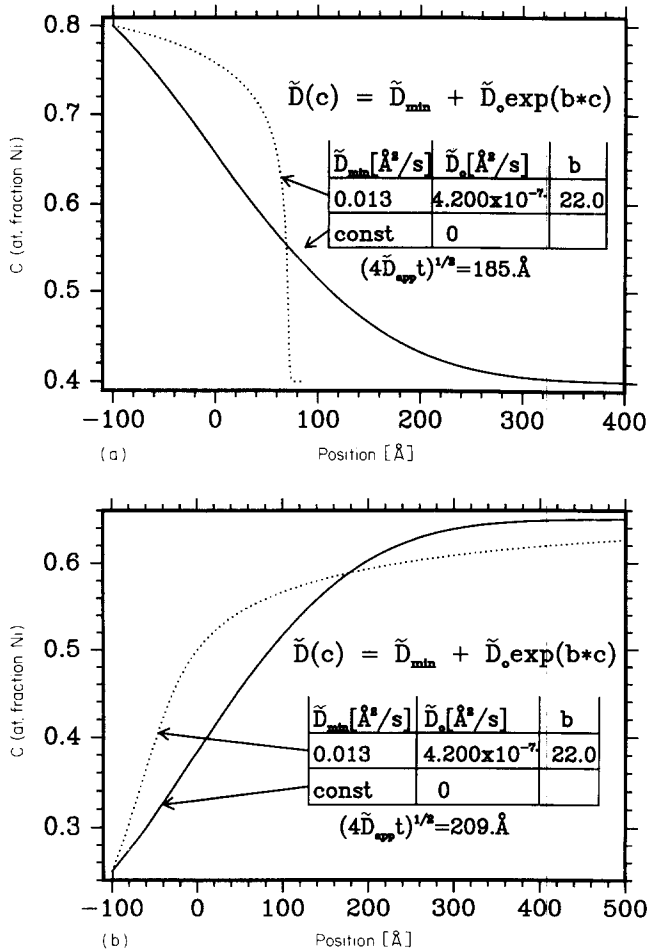 0.8
0.7
0.6
0.5
0.4
C (at. fraction Ni)
D̃(c) = D̃min + D̃o exp(b*c)
D̃min[Å²/s] D̃o[Å²/s] b
0.013 4.200x10⁻⁷· 22.0
const 0
(4D̃app t)^1/2=185.Å
-100 0 100 200 300 400
(a) Position [Å]
0.6
0.5
0.4
0.3
C (at. fraction Ni)
D̃(c) = D̃min + D̃o exp(b*c)
D̃min[Å²/s] D̃o[Å²/s] b
0.013 4.200x10⁻⁷· 22.0
const 0
(4D̃app t)^1/2=209.Å
-100 0 100 200 300 400 500
(b) Position [Å]